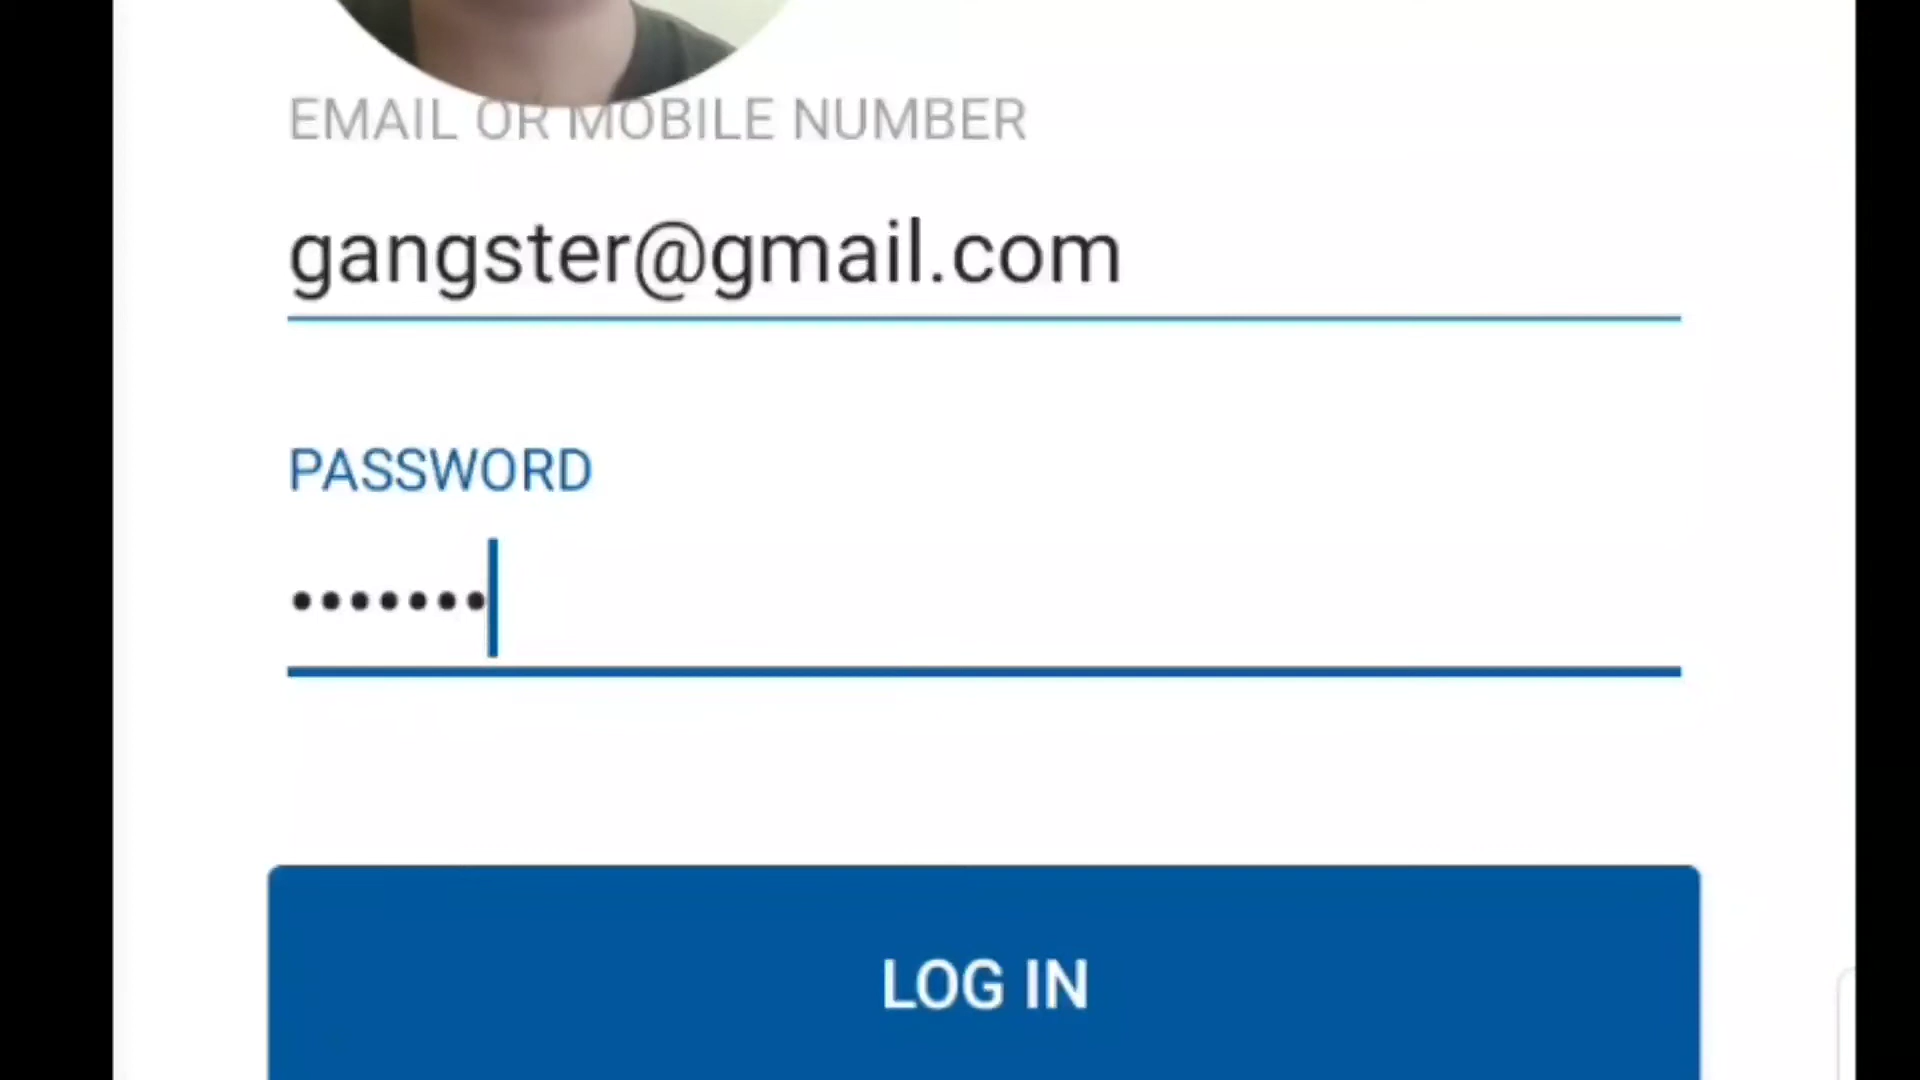 EMAIL OR MOBILE NUMBER
gangster@gmail.com
PASSWORD
•••••••
LOG IN